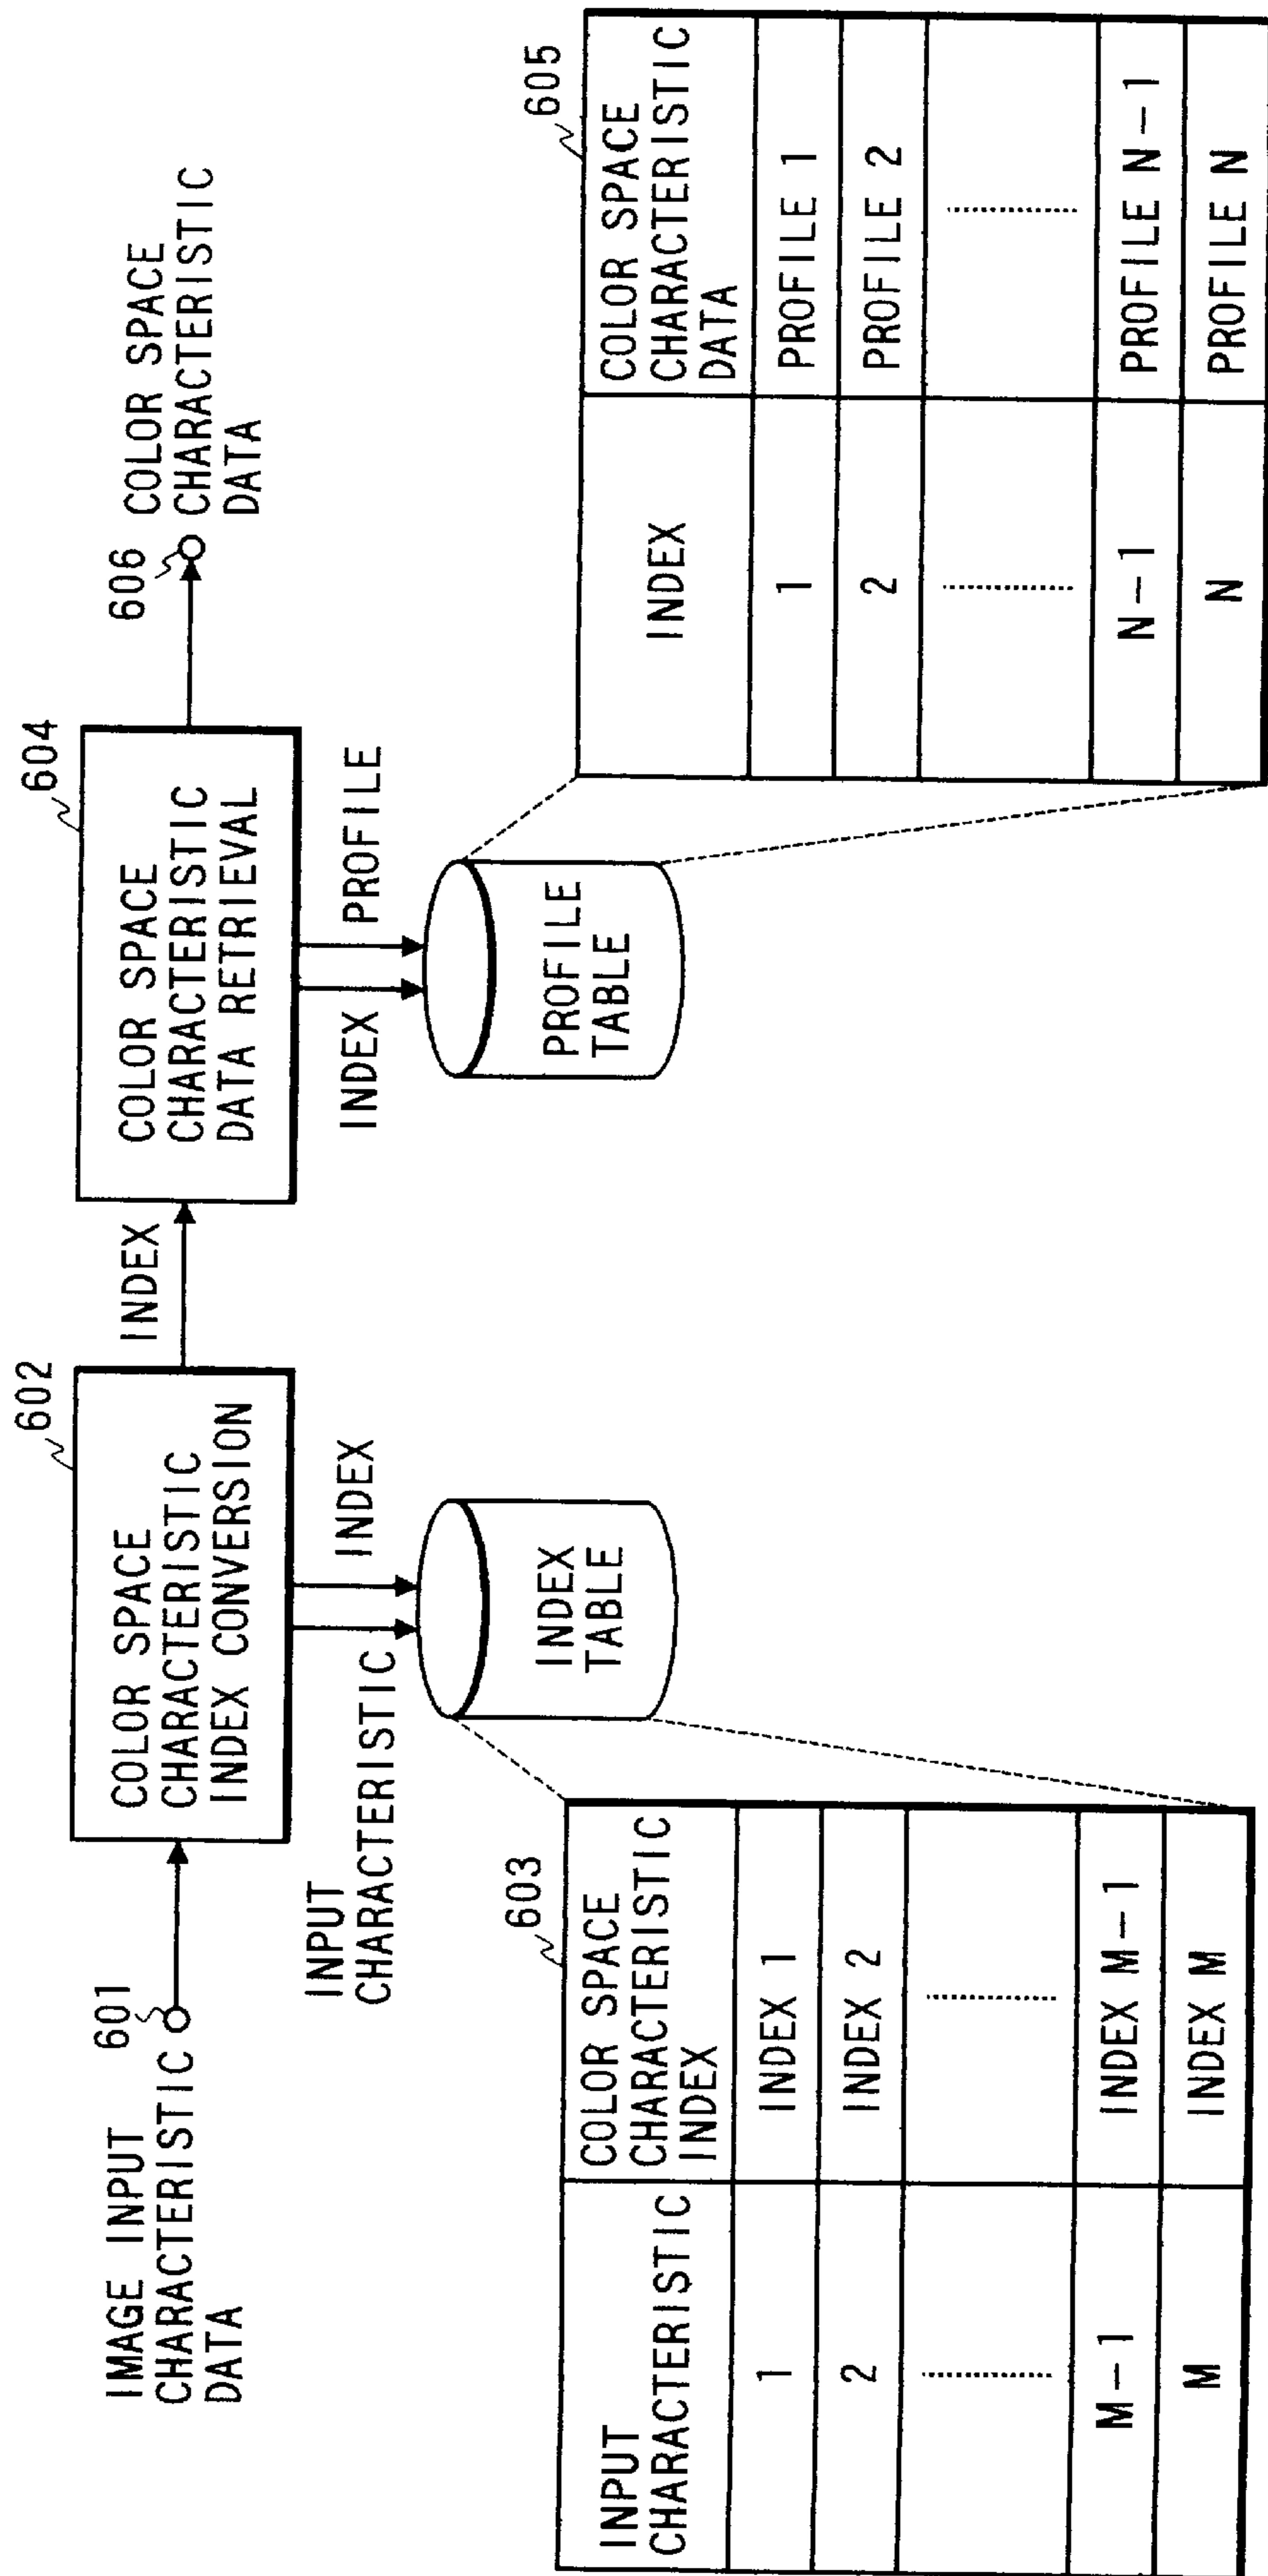 601
IMAGE INPUT
CHARACTERISTIC
DATA
602
COLOR SPACE
CHARACTERISTIC
INDEX CONVERSION
INDEX
604
COLOR SPACE
CHARACTERISTIC
DATA RETRIEVAL
606
COLOR SPACE
CHARACTERISTIC
DATA
INPUT
CHARACTERISTIC
INDEX
INDEX
TABLE
INDEX
PROFILE
PROFILE
TABLE
603
INPUT
CHARACTERISTIC
COLOR SPACE
CHARACTERISTIC
INDEX
1
INDEX 1
2
INDEX 2
M-1
INDEX M-1
M
INDEX M
605
INDEX
COLOR SPACE
CHARACTERISTIC
DATA
1
PROFILE 1
2
PROFILE 2
N-1
PROFILE N-1
N
PROFILE N